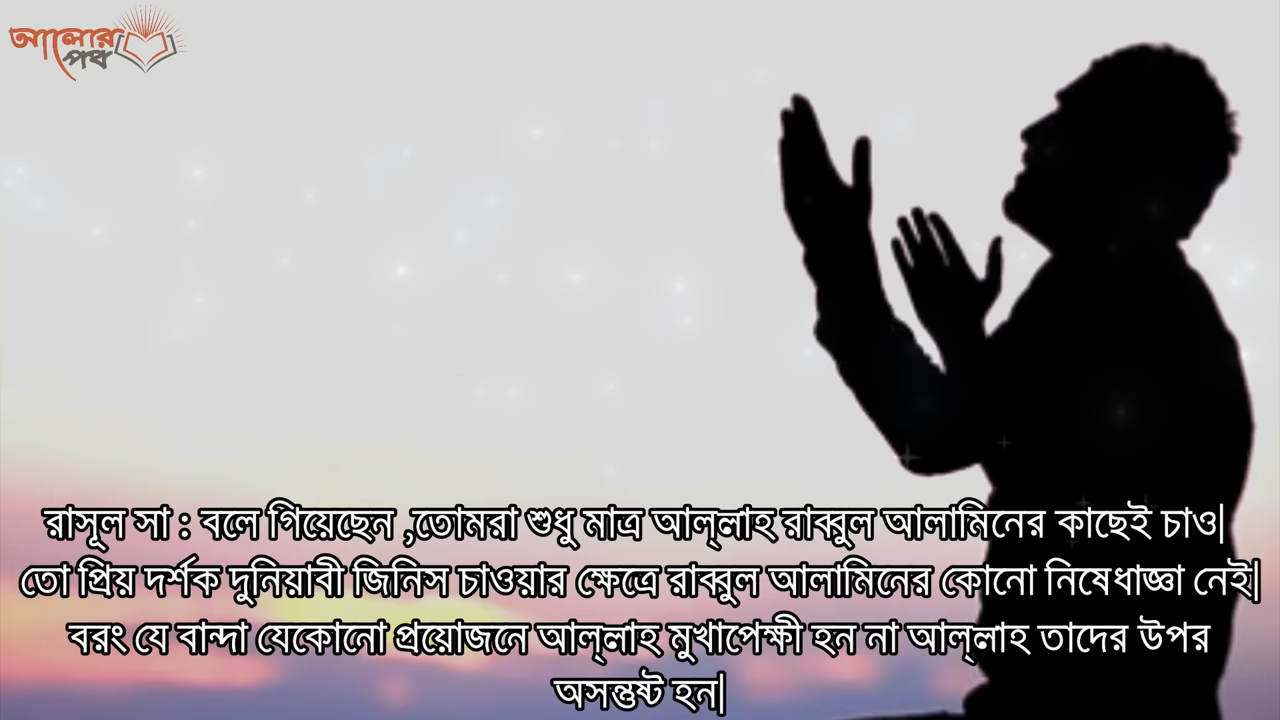 আলোর
পথ
রাসূল সা : বলে গিয়েছেন ,তোমরা শুধু মাত্র আল্লাহ রাব্বুল আলামিনের কাছেই চাও|
তো প্রিয় দর্শক দুনিয়াবী জিনিস চাওয়ার ক্ষেত্রে রাব্বুল আলামিনের কোনো নিষেধাজ্ঞা নেই|
বরং যে বান্দা যেকোনো প্রয়োজনে আল্লাহ মুখাপেক্ষী হন না আল্লাহ তাদের উপর
অসন্তুষ্ট হন|